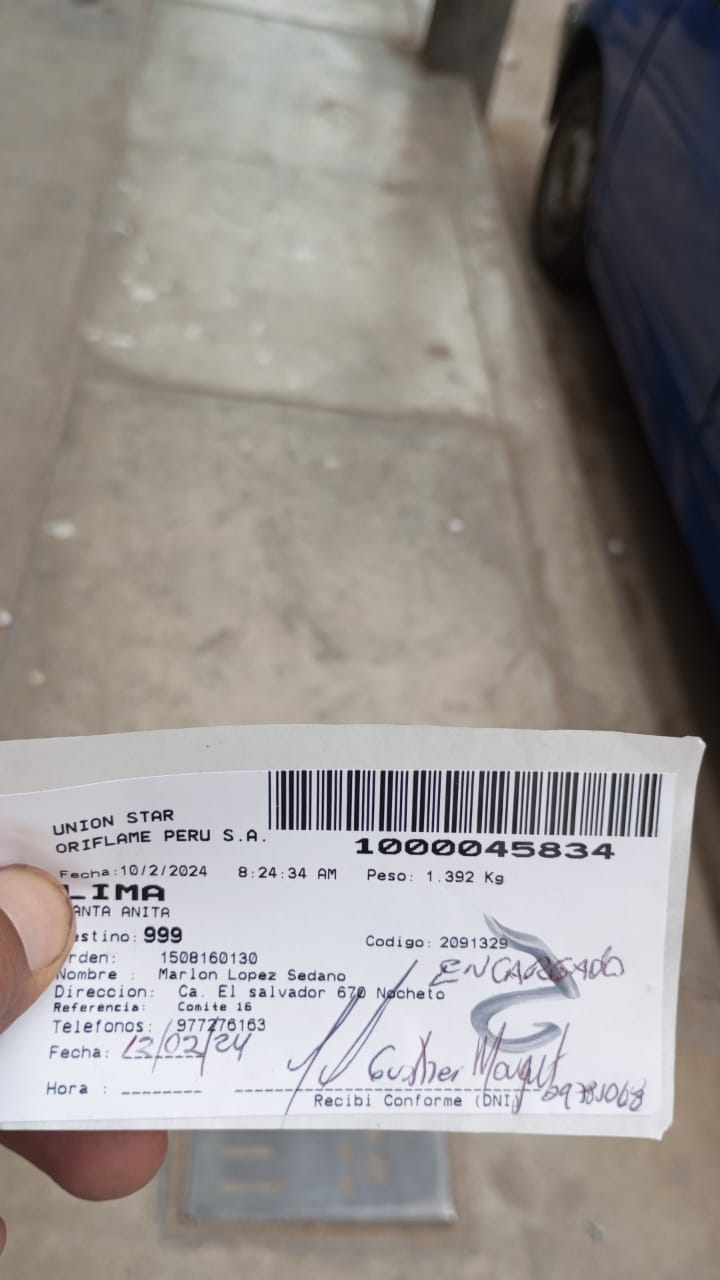 UNION STAR
ORIFLAME PERU S.A.
1000045834
Fecha:10/2/2024 8:24:34 AM Peso: 1.392 Kg
LIMA
ANTA ANITA
estino: 999
Codigo: 2091329
rden: 1508160130
ENCARGADO
Nombre : Marlon Lopez Sedano
Direccion: Ca. El salvador 670 Nocheto
Referencia: Comite 16
Telefonos: 977276163
Fecha: 12/02/24
Hora :
Recibi Conforme (DNI)